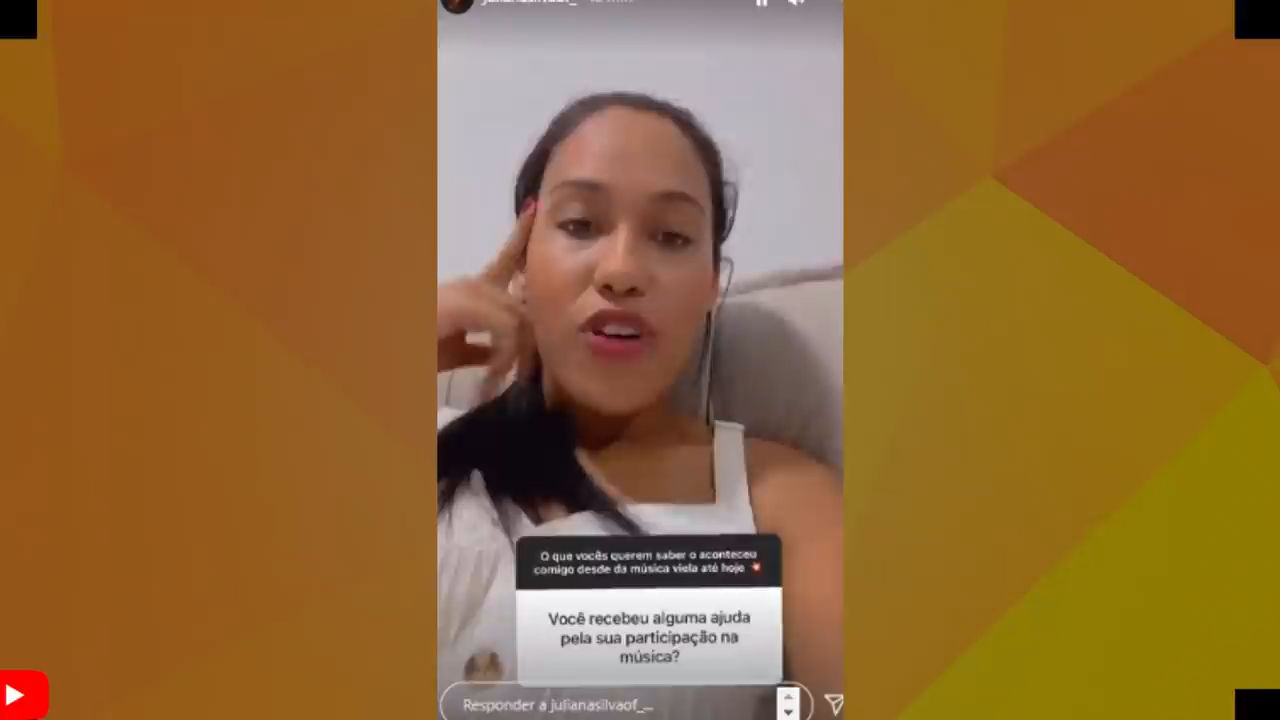 O que vocês querem saber o aconteceu
comigo desde da música viela até hoje
Você recebeu alguma ajuda
pela sua participação na
música?
Responder a julianasilvaof_...